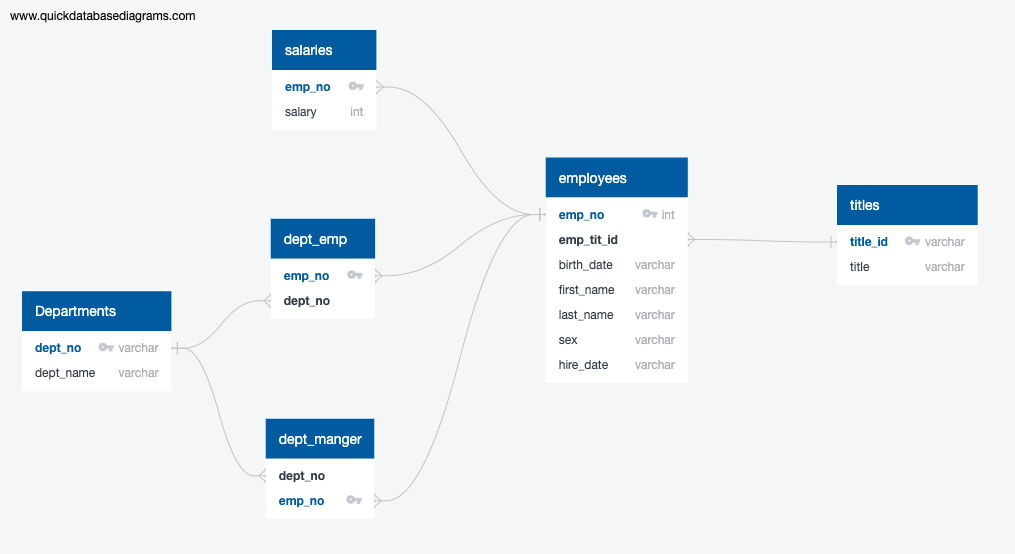 www.quickdatabasediagrams.com
salaries
emp_no
salary int
employees
emp_no int
emp_tit_id
birth_date varchar
first_name varchar
last_name varchar
sex varchar
hire_date varchar
titles
title_id varchar
title varchar
dept_emp
emp_no
dept_no
Departments
dept_no varchar
dept_name varchar
dept_manger
dept_no
emp_no